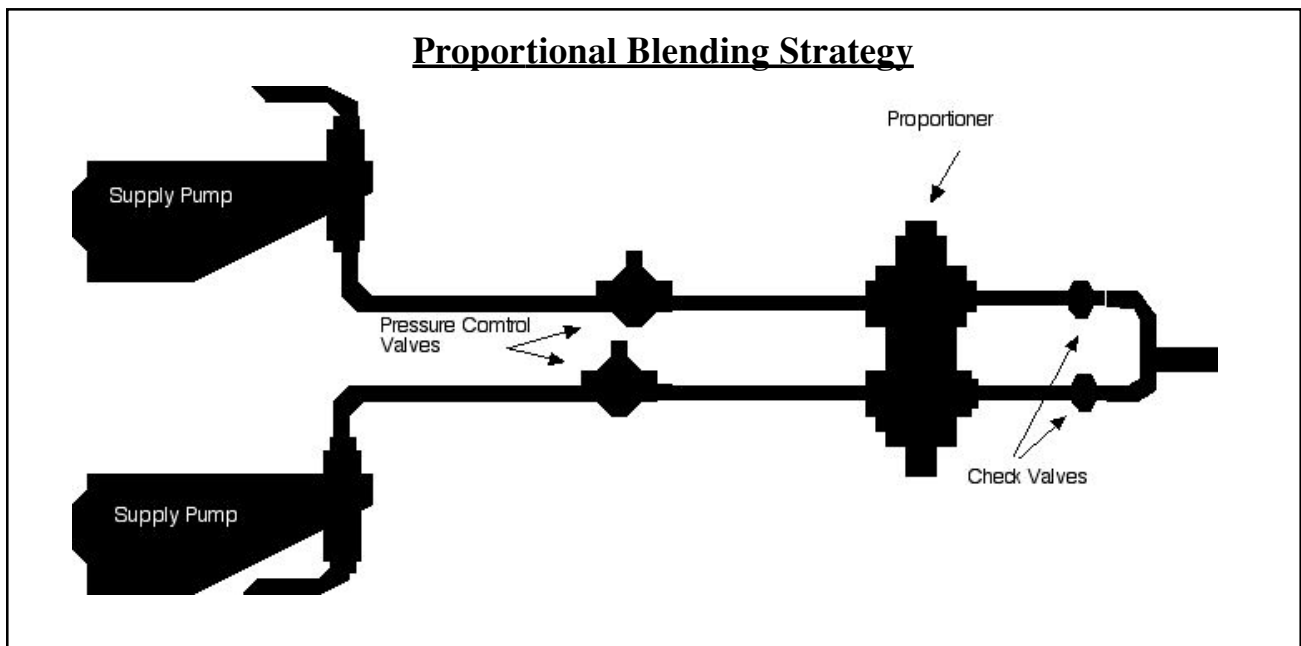 Proportional Blending Strategy
Proportioner
Supply Pump
Pressure Comtrol
Valves
Check Valves
Supply Pump